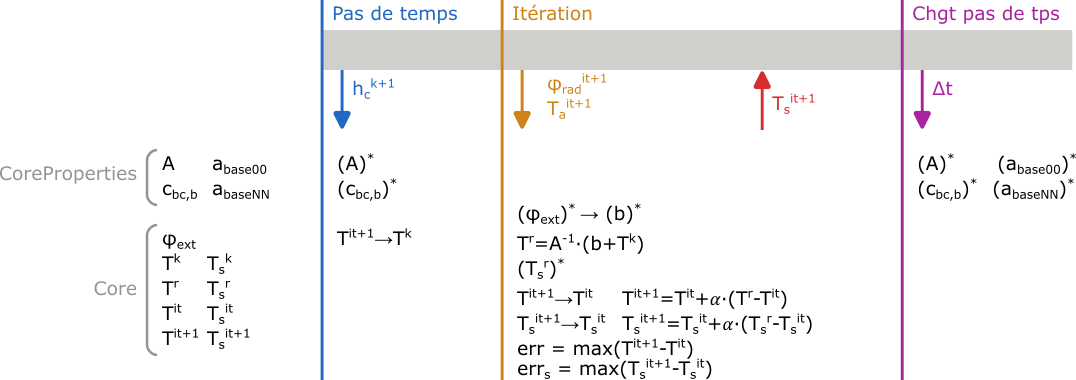 Pas de temps Itération Chgt pas de tps
h_c^k+1 φ_rad^it+1 Δt
T_a^it+1 T_s^it+1
CoreProperties A a_base00 (A)* (A)* (a_base00)*
c_bc,b a_baseNN (c_bc,b)* (c_bc,b)* (a_baseNN)*
(φ_ext)* → (b)*
φ_ext T^it+1→T^k T^r=A^-1·(b+T^k)
T^k T_s^k (T_s^r)*
Core T^r T_s^r T^it+1→T^it T^it+1=T^it+α·(T^r-T^it)
T^it T_s^it T_s^it+1→T_s^it T_s^it+1=T_s^it+α·(T_s^r-T_s^it)
T^it+1 T_s^it+1 err = max(T^it+1-T^it)
err_s = max(T_s^it+1-T_s^it)